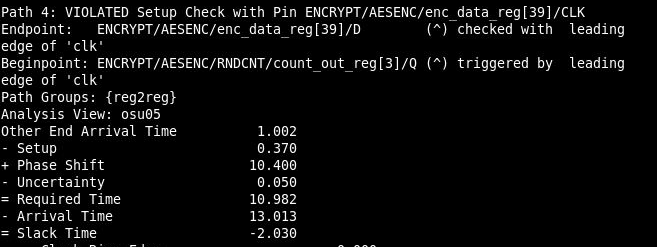 Path 4: VIOLATED Setup Check with Pin ENCRYPT/AESENC/enc_data_reg[39]/CLK
Endpoint:   ENCRYPT/AESENC/enc_data_reg[39]/D        (^) checked with  leading
edge of 'clk'
Beginpoint: ENCRYPT/AESENC/RNDCNT/count_out_reg[3]/Q (^) triggered by  leading
edge of 'clk'
Path Groups: {reg2reg}
Analysis View: osu05
Other End Arrival Time          1.002
- Setup                         0.370
+ Phase Shift                  10.400
- Uncertainty                   0.050
= Required Time                10.982
- Arrival Time                 13.013
= Slack Time                   -2.030